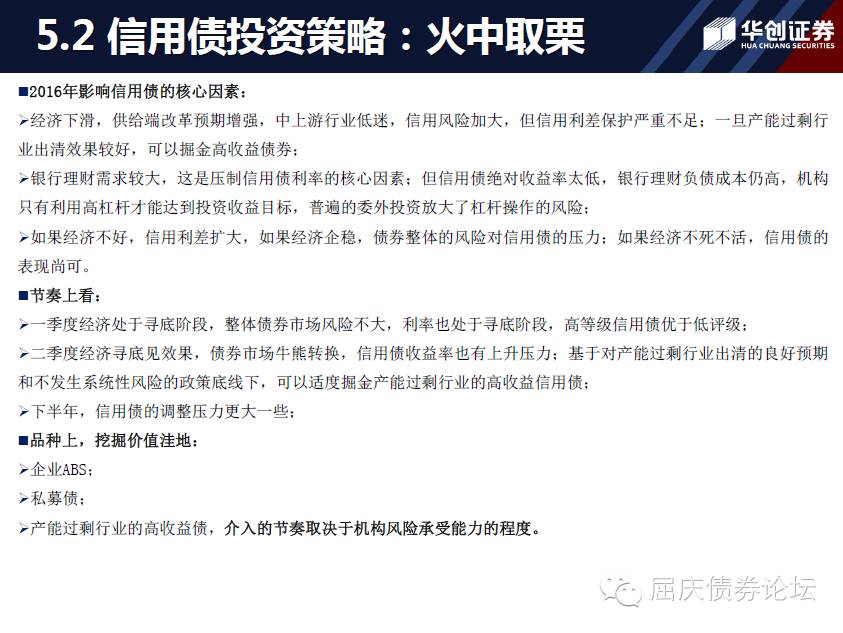 5.2 信用债投资策略：火中取栗
华创证券
HUA CHUANG SECURITIES
■2016年影响信用债的核心因素：
➢经济下滑，供给端改革预期增强，中上游行业低迷，信用风险加大，但信用利差保护严重不足；一旦产能过剩行
业出清效果较好，可以掘金高收益债券；
➢银行理财需求较大，这是压制信用债利率的核心因素；但信用债绝对收益率太低，银行理财负债成本仍高，机构
只有利用高杠杆才能达到投资收益目标，普遍的委外投资放大了杠杆操作的风险；
➢如果经济不好，信用利差扩大，如果经济企稳，债券整体的风险对信用债的压力；如果经济不死不活，信用债的
表现尚可。
■节奏上看：
➢一季度经济处于寻底阶段，整体债券市场风险不大，利率也处于寻底阶段，高等级信用债优于低评级；
➢二季度经济寻底见效果，债券市场牛熊转换，信用债收益率也有上升压力；基于对产能过剩行业出清的良好预期
和不发生系统性风险的政策底线下，可以适度掘金产能过剩行业的高收益信用债；
➢下半年，信用债的调整压力更大一些；
■品种上，挖掘价值洼地：
➢企业ABS；
➢私募债；
➢产能过剩行业的高收益债，介入的节奏取决于机构风险承受能力的程度。
屈庆债券论坛